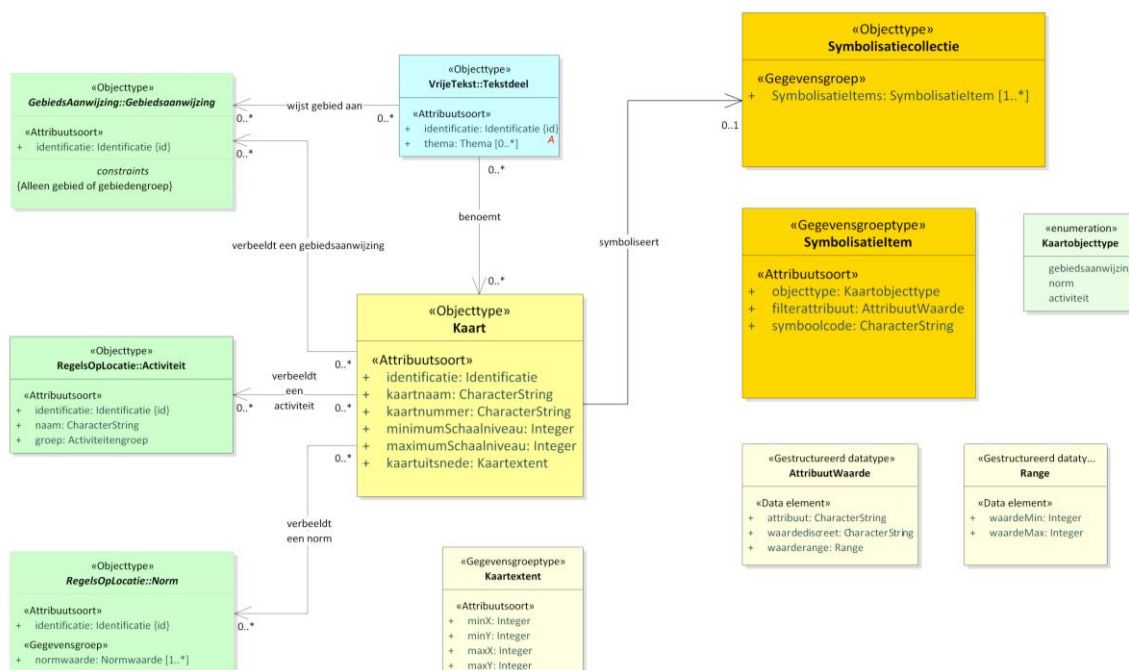 «Objecttype»
Symbolisatiecollectie
«Gegevensgroep»
+ SymbolisatieItems: SymbolisatieItem [1..*]
0..1
«Objecttype»
VrijeTekst::Tekstdeel
«Attribuutsoort»
+ identificatie: Identificatie {id}
+ thema: Thema [0..*]
A
0..*
0..*
wijst gebied aan
0..*
«Objecttype»
GebiedsAanwijzing::Gebiedsaanwijzing
«Attribuutsoort»
+ identificatie: Identificatie {id}
constraints
{Alleen gebied of gebiedengroep}
0..*
benoemt
0..*
verbeeldt een gebiedsaanwijzing
symboliseert
«Gegevensgroeptype»
SymbolisatieItem
«Attribuutsoort»
+ objecttype: Kaartobjecttype
+ filterattribuut: AttribuutWaarde
+ symboolcode: CharacterString
«enumeration»
Kaartobjecttype
gebiedsaanwijzing
norm
activiteit
«Objecttype»
Kaart
«Attribuutsoort»
+ identificatie: Identificatie
+ kaartnaam: CharacterString
+ kaartnummer: CharacterString
+ minimumSchaalniveau: Integer
+ maximumSchaalniveau: Integer
+ kaartuitsnede: Kaartextent
0..*
0..*
0..*
«Objecttype»
RegelsOpLocatie::Activiteit
«Attribuutsoort»
+ identificatie: Identificatie {id}
+ naam: CharacterString
+ groep: Activiteitengroep
0..*
verbeeldt
een
activiteit
verbeeldt
een norm
«Objecttype»
RegelsOpLocatie::Norm
«Attribuutsoort»
+ identificatie: Identificatie {id}
«Gegevensgroep»
+ normwaarde: Normwaarde [1..*]
0..*
«Gegevensgroeptype»
Kaartextent
«Attribuutsoort»
+ minX: Integer
+ minY: Integer
+ maxX: Integer
+ maxY: Integer
«Gestructureerd datatype»
AttribuutWaarde
«Data element»
+ attribuut: CharacterString
+ waardediscreet: CharacterString
+ waarderange: Range
«Gestructureerd dataty...
Range
«Data element»
+ waardeMin: Integer
+ waardeMax: Integer